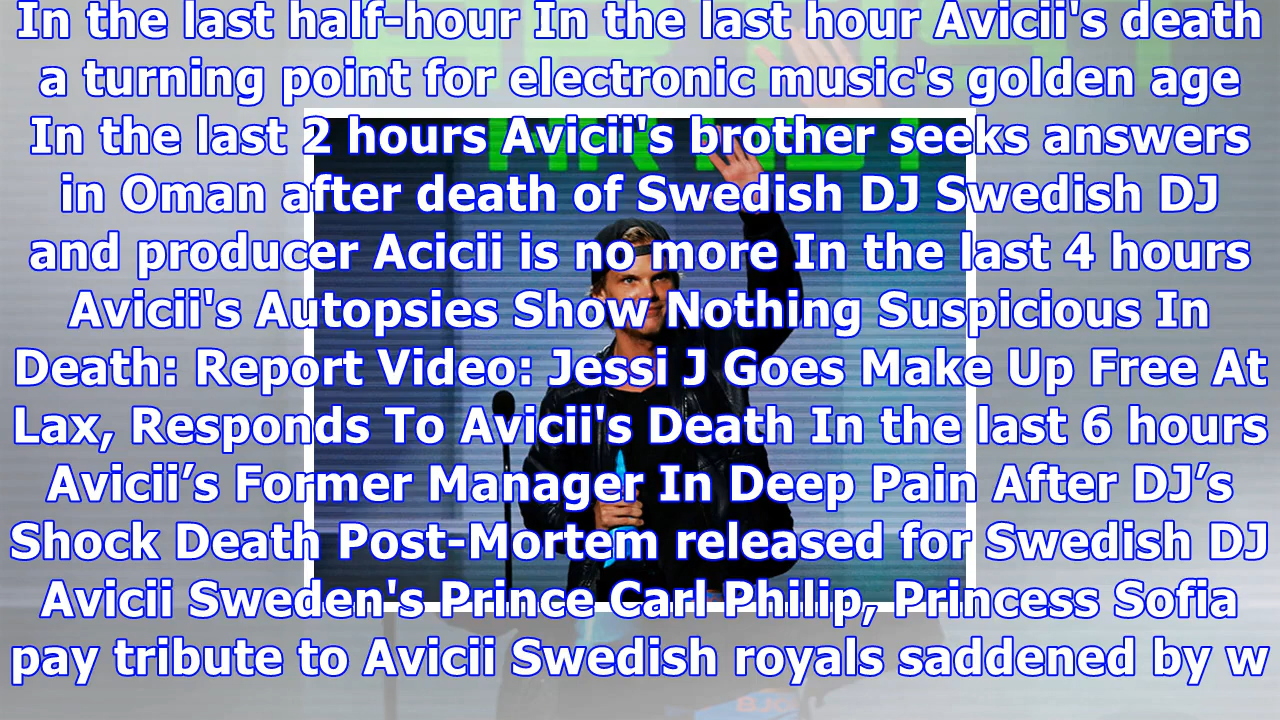 In the last half-hour In the last hour Avicii's death
a turning point for electronic music's golden age
In the last 2 hours Avicii's brother seeks answers
in Oman after death of Swedish DJ Swedish DJ
and producer Acicii is no more In the last 4 hours
Avicii's Autopsies Show Nothing Suspicious In
Death: Report Video: Jessi J Goes Make Up Free At
Lax, Responds To Avicii's Death In the last 6 hours
Avicii’s Former Manager In Deep Pain After DJ’s
Shock Death Post-Mortem released for Swedish DJ
Avicii Sweden's Prince Carl Philip, Princess Sofia
pay tribute to Avicii Swedish royals saddened by w